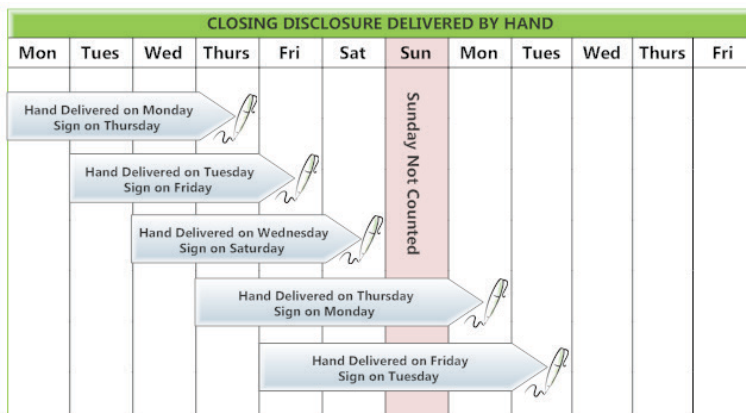 CLOSING DISCLOSURE DELIVERED BY HAND
Mon Tues Wed Thurs Fri Sat Sun Mon Tues Wed Thurs Fri
Hand Delivered on Monday
Sign on Thursday
Hand Delivered on Tuesday
Sign on Friday
Hand Delivered on Wednesday
Sign on Saturday
Hand Delivered on Thursday
Sign on Monday
Hand Delivered on Friday
Sign on Tuesday
Sunday Not Counted